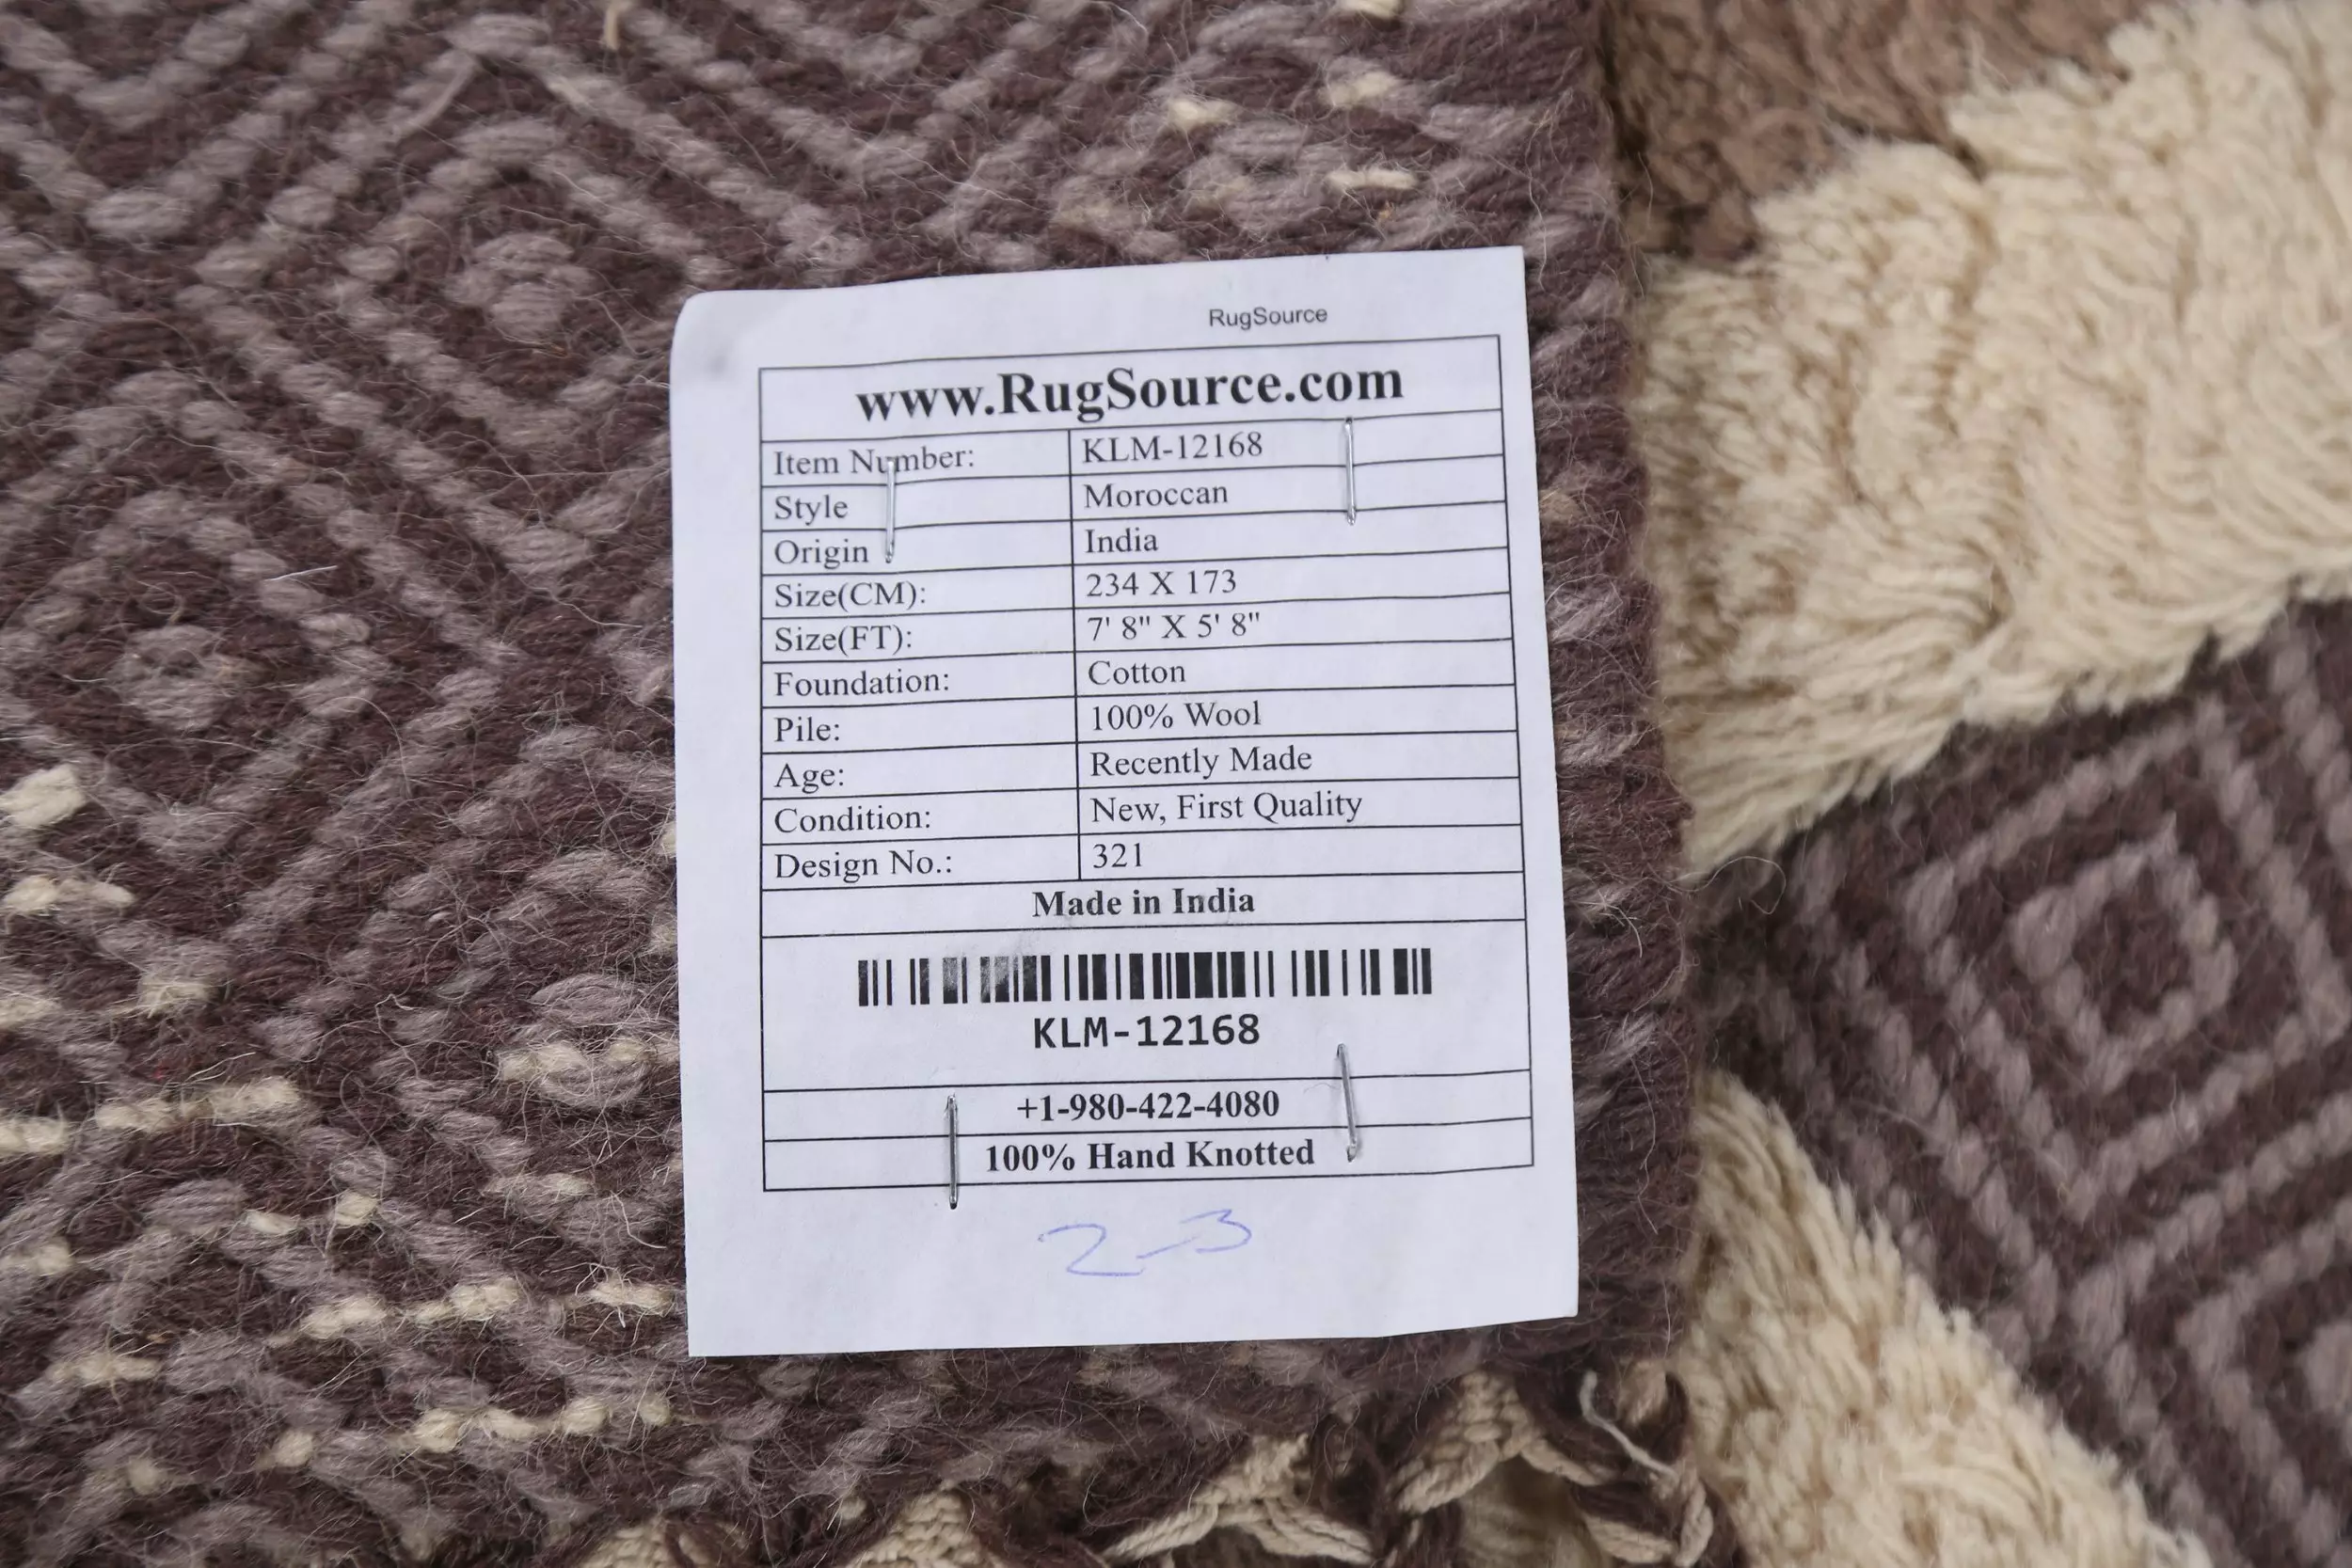 RugSource
www.RugSource.com
Item Number: KLM-12168
Style Moroccan
Origin India
Size(CM): 234 X 173
Size(FT): 7' 8" X 5' 8"
Foundation: Cotton
Pile: 100% Wool
Age: Recently Made
Condition: New, First Quality
Design No.: 321
Made in India
KLM-12168
+1-980-422-4080
100% Hand Knotted
2-3